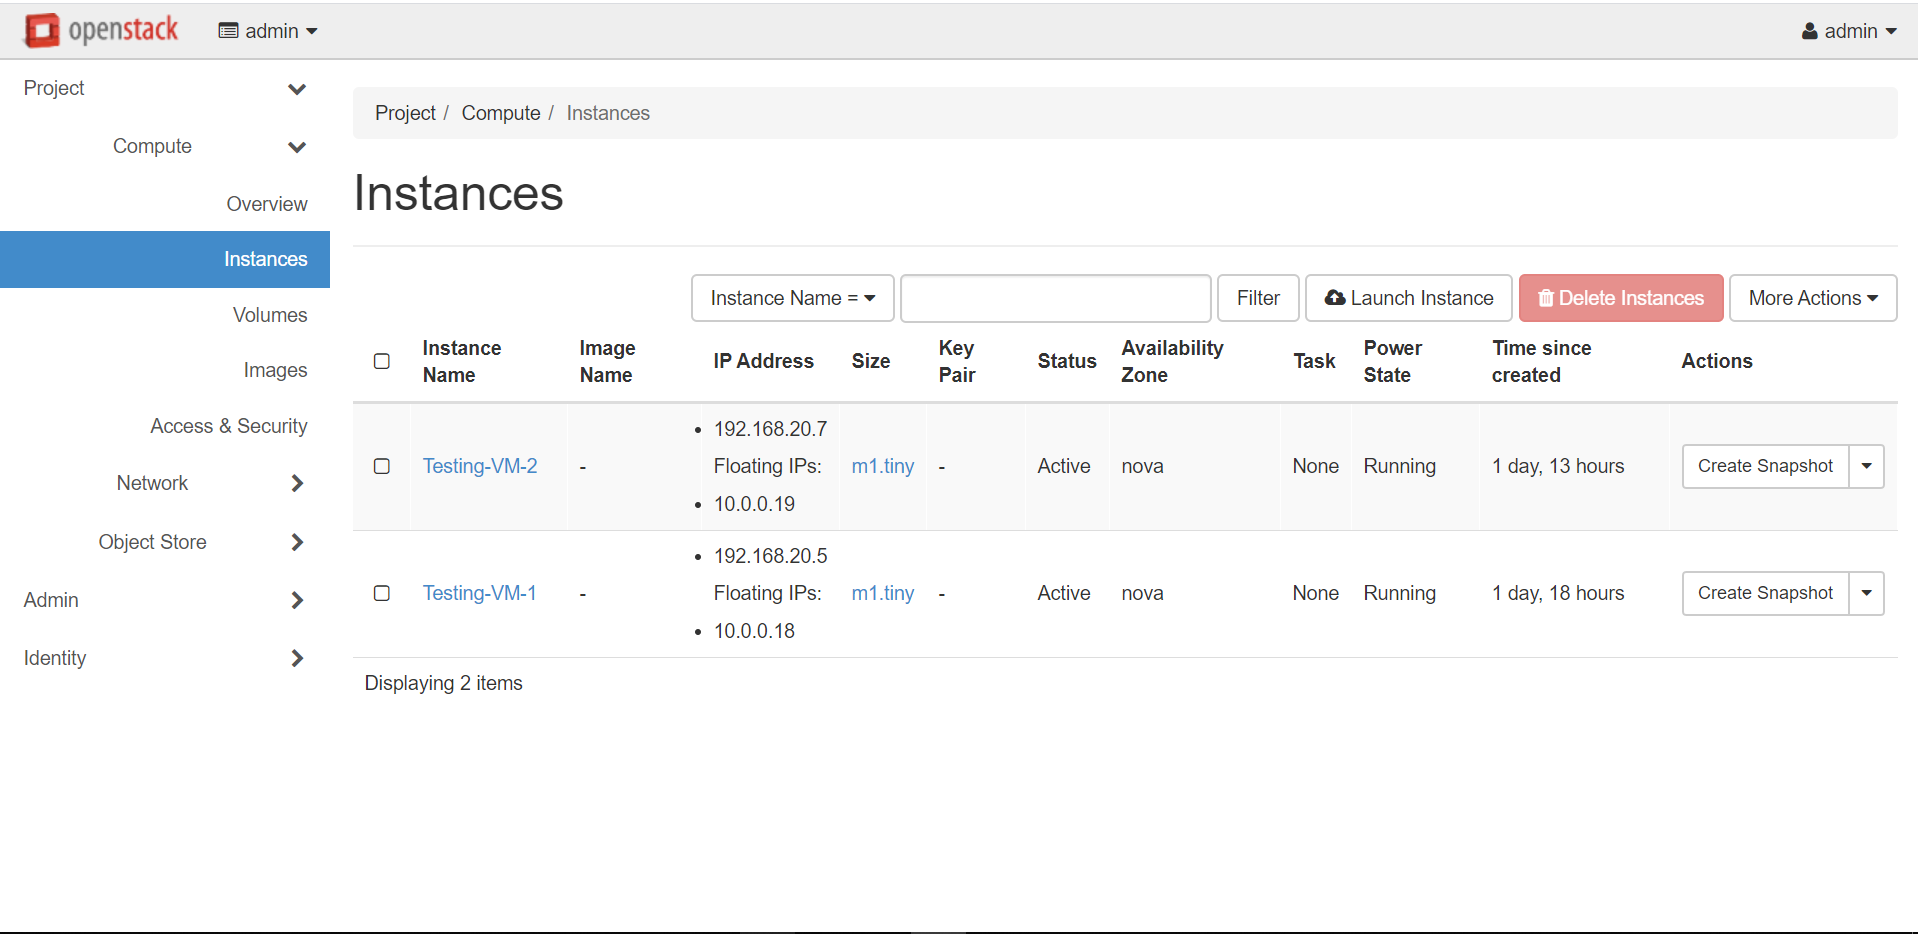 openstack admin admin
Project
Compute
Overview
Instances
Volumes
Images
Access & Security
Network
Object Store
Admin
Identity
Project / Compute / Instances
Instances
Instance Name = Filter Launch Instance Delete Instances More Actions
Instance Name Image Name IP Address Size Key Pair Status Availability Zone Task Power State Time since created Actions
192.168.20.7
Testing-VM-2 - Floating IPs: m1.tiny - Active nova None Running 1 day, 13 hours Create Snapshot
10.0.0.19
192.168.20.5
Testing-VM-1 - Floating IPs: m1.tiny - Active nova None Running 1 day, 18 hours Create Snapshot
10.0.0.18
Displaying 2 items